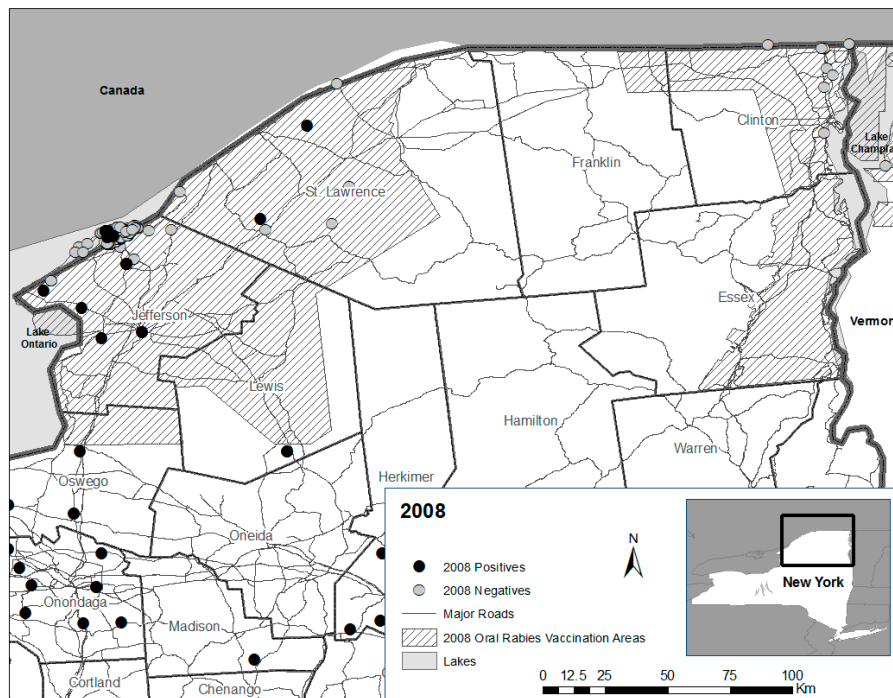 Canada
Clinton
Lake
Champla
Franklin
St. Lawrence
Essex
Jefferson
Vermon
Lake
Ontario
Lewis
Hamilton
Warren
Herkimer
Oswego
Oneida
Onondaga
Madison
Cortland
Chenango
2008
N
2008 Positives
2008 Negatives
Major Roads
2008 Oral Rabies Vaccination Areas
Lakes
New York
0 12.5 25 50 75 100
Km